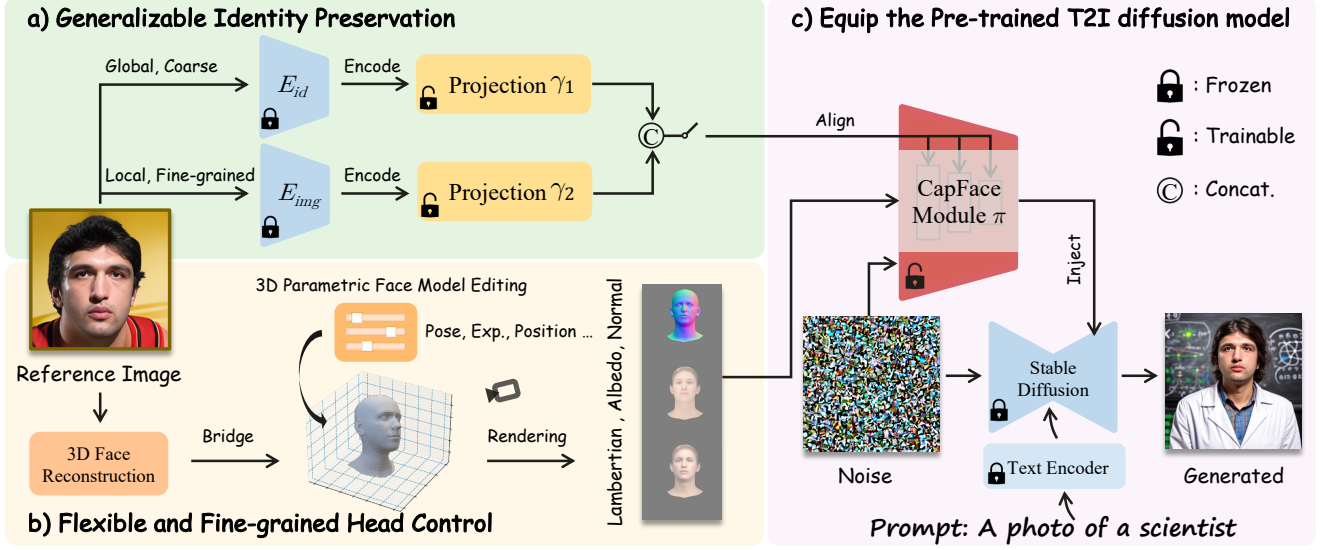 a) Generalizable Identity Preservation
Global, Coarse
E_id
Encode
Projection γ1
©
Local, Fine-grained
E_img
Encode
Projection γ2
Reference Image
3D Face
Reconstruction
Bridge
3D Parametric Face Model Editing
Pose, Exp., Position ...
Rendering
Lambertian , Albedo, Normal
b) Flexible and Fine-grained Head Control
c) Equip the Pre-trained T2I diffusion model
: Frozen
: Trainable
© : Concat.
Align
CapFace
Module π
Inject
Noise
Stable
Diffusion
Text Encoder
Generated
Prompt: A photo of a scientist